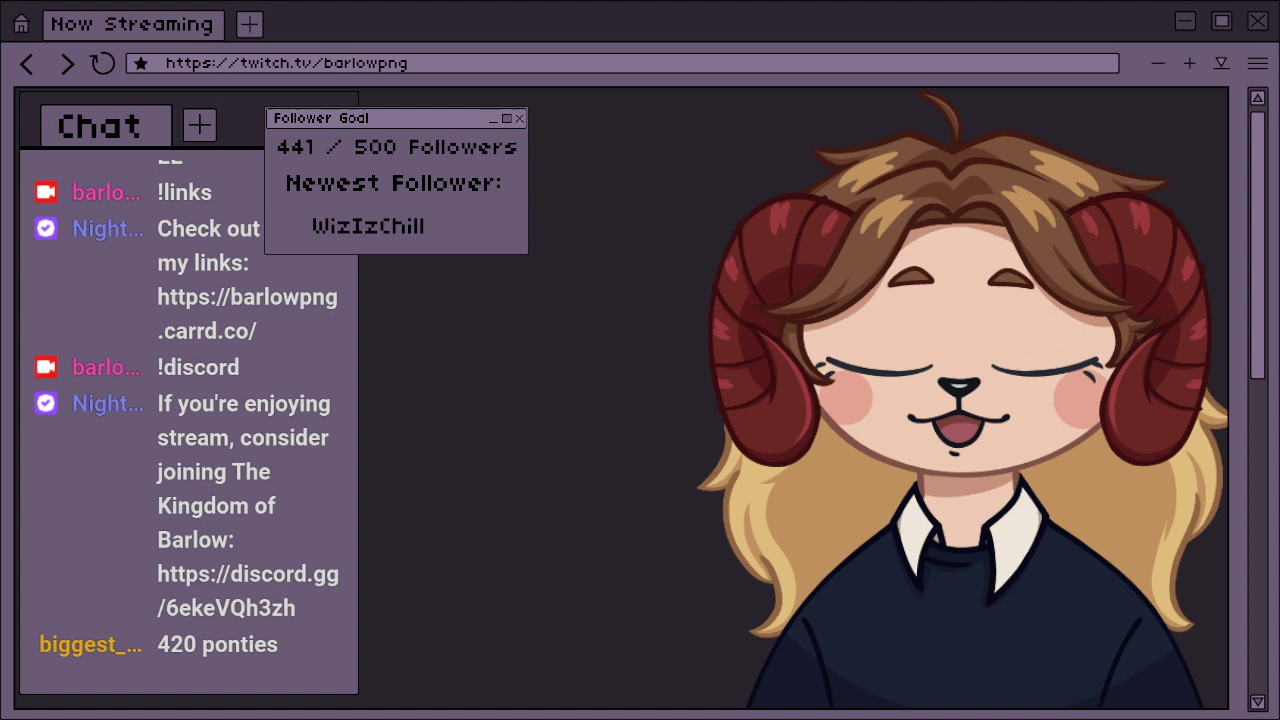 Now Streaming
https://twitch.tv/barlowpng
Chat
Follower Goal
441 / 500 Followers
Newest Follower:
WizIzChill
barlo... !links
Night... Check out
my links:
https://barlowpng
.carrd.co/
barlo... !discord
Night... If you're enjoying
stream, consider
joining The
Kingdom of
Barlow:
https://discord.gg
/6ekeVQh3zh
biggest_... 420 ponties